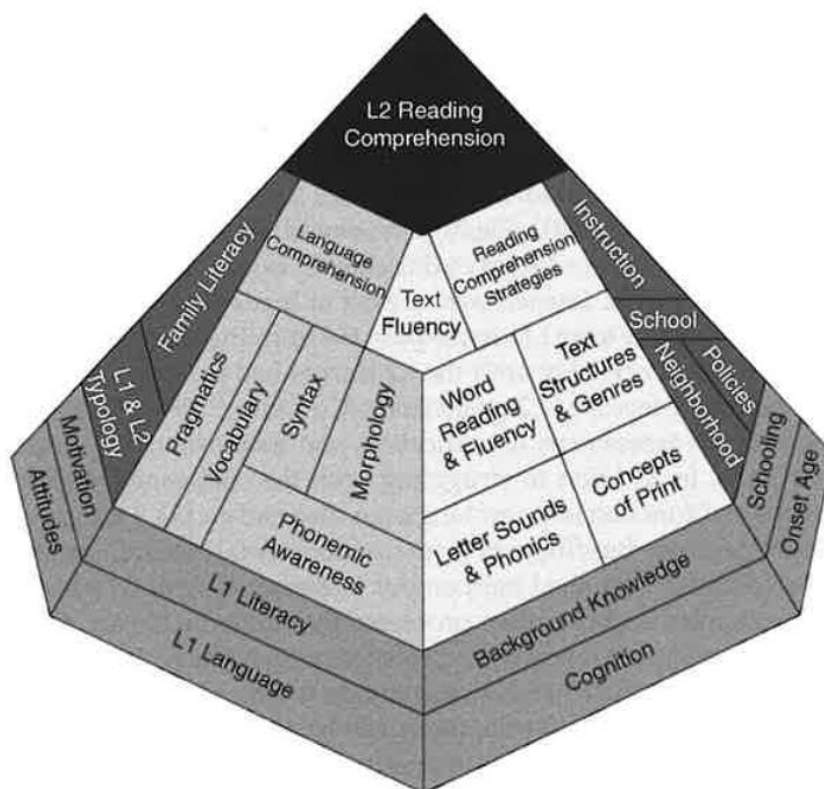 L2 Reading
Comprehension
Family Literacy
L1 & L2
Typology
Motivation
Attitudes
Language
Comprehension
Text
Fluency
Reading
Comprehension
Strategies
Instruction
School
Policies
Neighborhood
Schooling
Onset Age
Pragmatics
Vocabulary
Syntax
Morphology
Phonemic
Awareness
Word
Reading
& Fluency
Text
Structures
& Genres
Letter Sounds
& Phonics
Concepts
of Print
L1 Literacy
L1 Language
Background Knowledge
Cognition